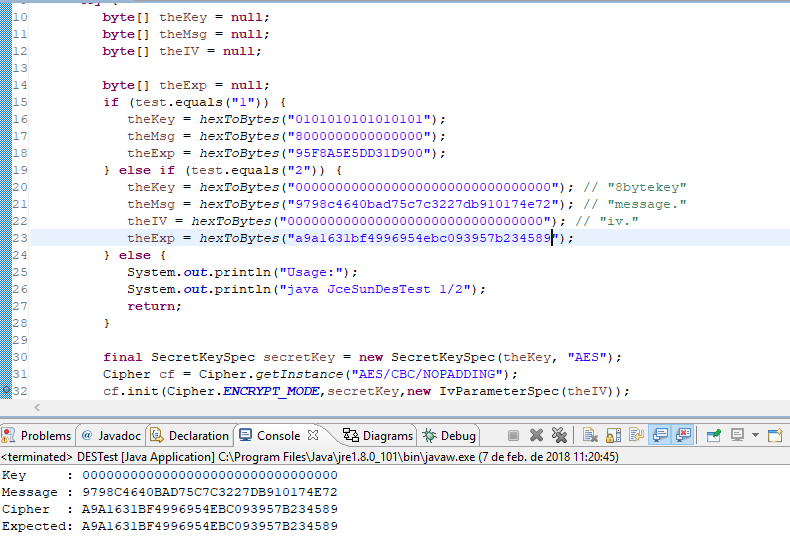 10 byte[] theKey = null;
11 byte[] theMsg = null;
12 byte[] theIV = null;
13
14 byte[] theExp = null;
15 if (test.equals("1")) {
16 theKey = hexToBytes("0101010101010101");
17 theMsg = hexToBytes("8000000000000000");
18 theExp = hexToBytes("95F8A5E5DD31D900");
19 } else if (test.equals("2")) {
20 theKey = hexToBytes("00000000000000000000000000000000"); // "8bytekey"
21 theMsg = hexToBytes("9798c4640bad75c7c3227db910174e72"); // "message."
22 theIV = hexToBytes("00000000000000000000000000000000"); // "iv."
23 theExp = hexToBytes("a9a1631bf4996954ebc093957b234589");
24 } else {
25 System.out.println("Usage:");
26 System.out.println("java JceSunDesTest 1/2");
27 return;
28 }
29
30 final SecretKeySpec secretKey = new SecretKeySpec(theKey, "AES");
31 Cipher cf = Cipher.getInstance("AES/CBC/NOPADDING");
32 cf.init(Cipher.ENCRYPT_MODE,secretKey,new IvParameterSpec(theIV));
Problems @ Javadoc Declaration Console Diagrams Debug
<terminated> DESTest [Java Application] C:\Program Files\Java\jre1.8.0_101\bin\javaw.exe (7 de feb. de 2018 11:20:45)
Key : 00000000000000000000000000000000
Message : 9798C4640BAD75C7C3227DB910174E72
Cipher : A9A1631BF4996954EBC093957B234589
Expected: A9A1631BF4996954EBC093957B234589